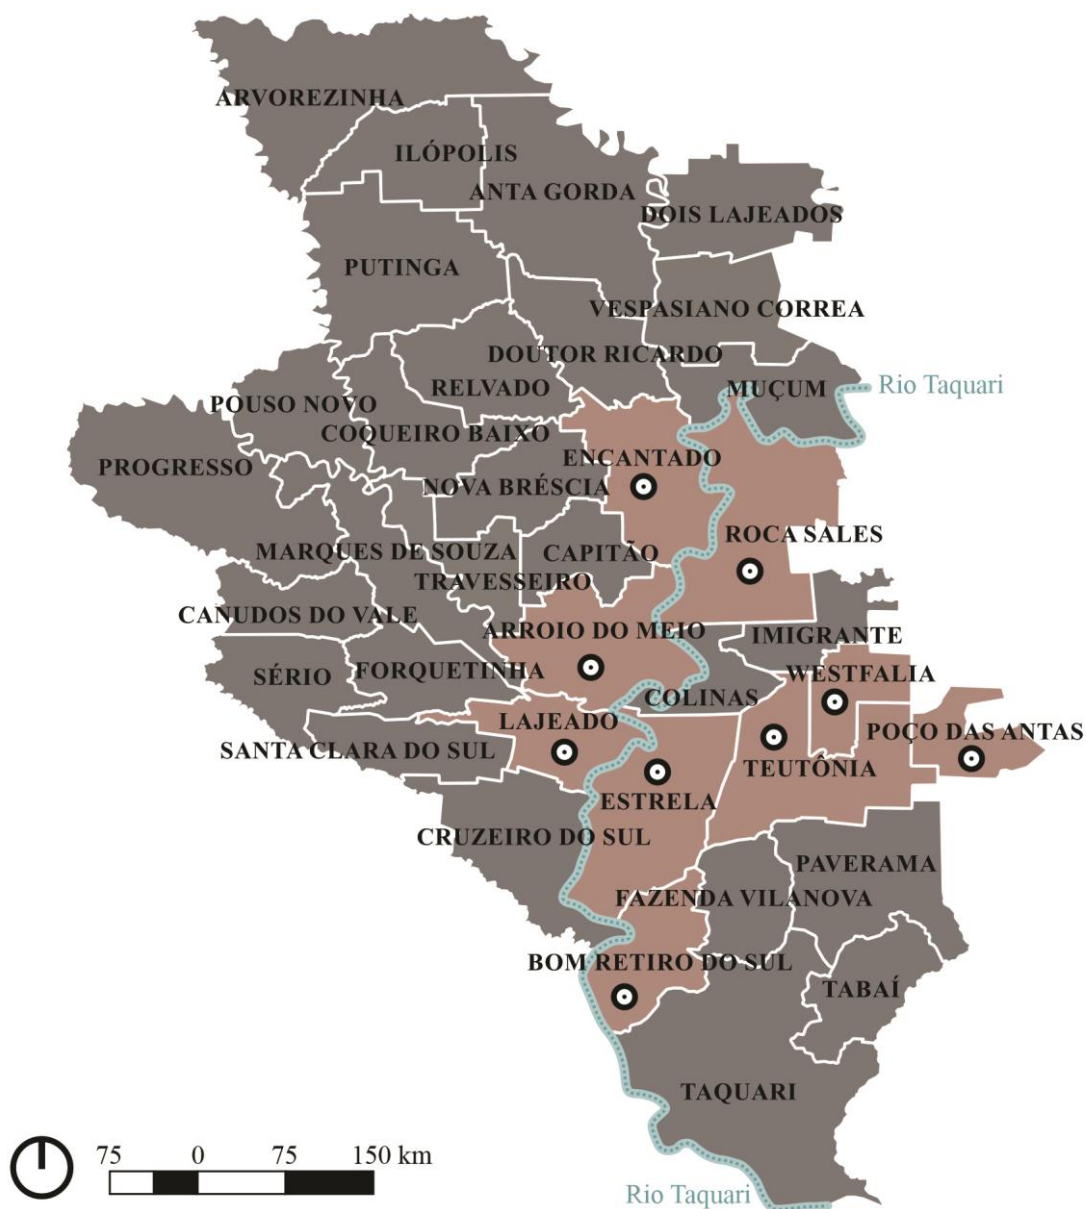 ARVOREZINHA
ILÓPOLIS
ANTA GORDA
DOIS LAJEADOS
PUTINGA
VESPASIANO CORREA
DOUTOR RICARDO
RELVADO
MUÇUM
Rio Taquari
POUSO NOVO
COQUEIRO BAIXO
ENCANTADO
PROGRESSO
NOVA BRÉSCIA
ROCA SALES
MARQUES DE SOUZA
CAPITÃO
TRAVESSEIRO
CANUDOS DO VALE
ARROIO DO MEIO
IMIGRANTE
SÉRIO
FORQUETINHA
WESTFALIA
COLINAS
LAJEADO
POÇO DAS ANTAS
SANTA CLARA DO SUL
TEUTÔNIA
ESTRELA
CRUZEIRO DO SUL
PAVERAMA
FAZENDA VILANOVA
BOM RETIRO DO SUL
TABAÍ
TAQUARI
75 0 75 150 km
Rio Taquari